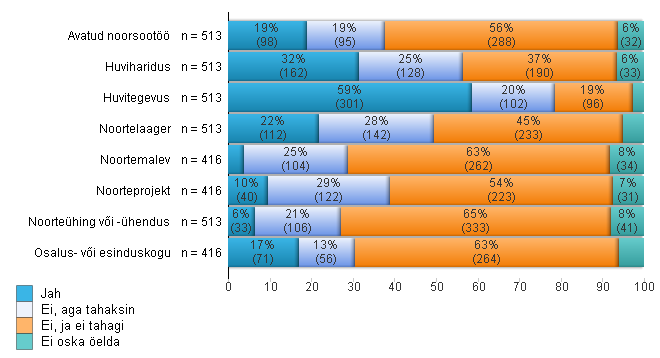 Avatud noorsootöö n = 513 19% 19% 56% 6%
(98) (95) (288) (32)
Huviharidus n = 513 32% 25% 37% 6%
(162) (128) (190) (33)
Huvitegevus n = 513 59% 20% 19%
(301) (102) (96)
Noortelaager n = 513 22% 28% 45%
(112) (142) (233)
Noortemalev n = 416 25% 63% 8%
(104) (262) (34)
Noorteprojekt n = 416 10% 29% 54% 7%
(40) (122) (223) (31)
Noorteühing või -ühendus n = 513 6% 21% 65% 8%
(33) (106) (333) (41)
Osalus- või esinduskogu n = 416 17% 13% 63%
(71) (56) (264)
0 10 20 30 40 50 60 70 80 90 100
Jah
Ei, aga tahaksin
Ei, ja ei tahagi
Ei oska öelda